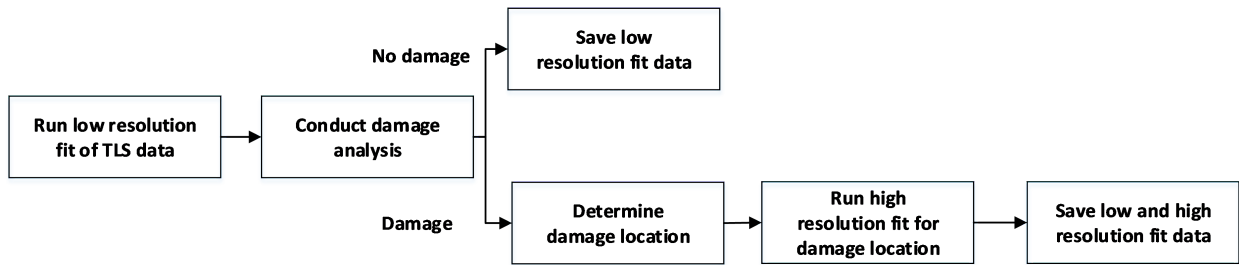 Run low resolution
fit of TLS data
Conduct damage
analysis
No damage
Save low
resolution fit data
Damage
Determine
damage location
Run high
resolution fit for
damage location
Save low and high
resolution fit data